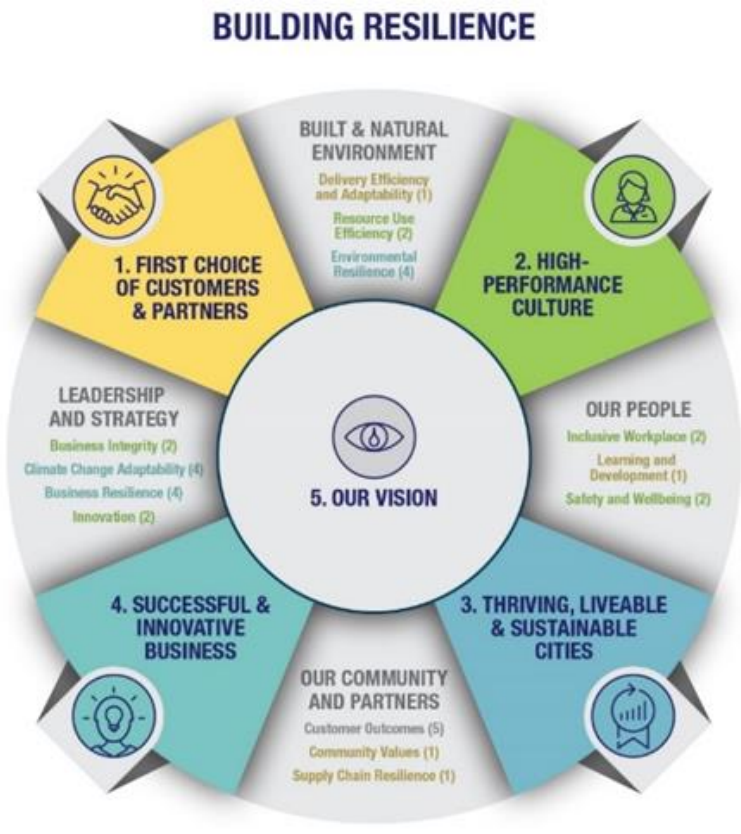 BUILDING RESILIENCE
BUILT & NATURAL
ENVIRONMENT
Delivery Efficiency
and Adaptability (1)
Resource Use
Efficiency (2)
Environmental
Resilience (4)
1. FIRST CHOICE
OF CUSTOMERS
& PARTNERS
2. HIGH-
PERFORMANCE
CULTURE
LEADERSHIP
AND STRATEGY
Business Integrity (2)
Climate Change Adaptability (4)
Business Resilience (4)
Innovation (2)
5. OUR VISION
OUR PEOPLE
Inclusive Workplace (2)
Learning and
Development (1)
Safety and Wellbeing (2)
4. SUCCESSFUL &
INNOVATIVE
BUSINESS
3. THRIVING, LIVEABLE
& SUSTAINABLE
CITIES
OUR COMMUNITY
AND PARTNERS
Customer Outcomes (5)
Community Values (1)
Supply Chain Resilience (1)